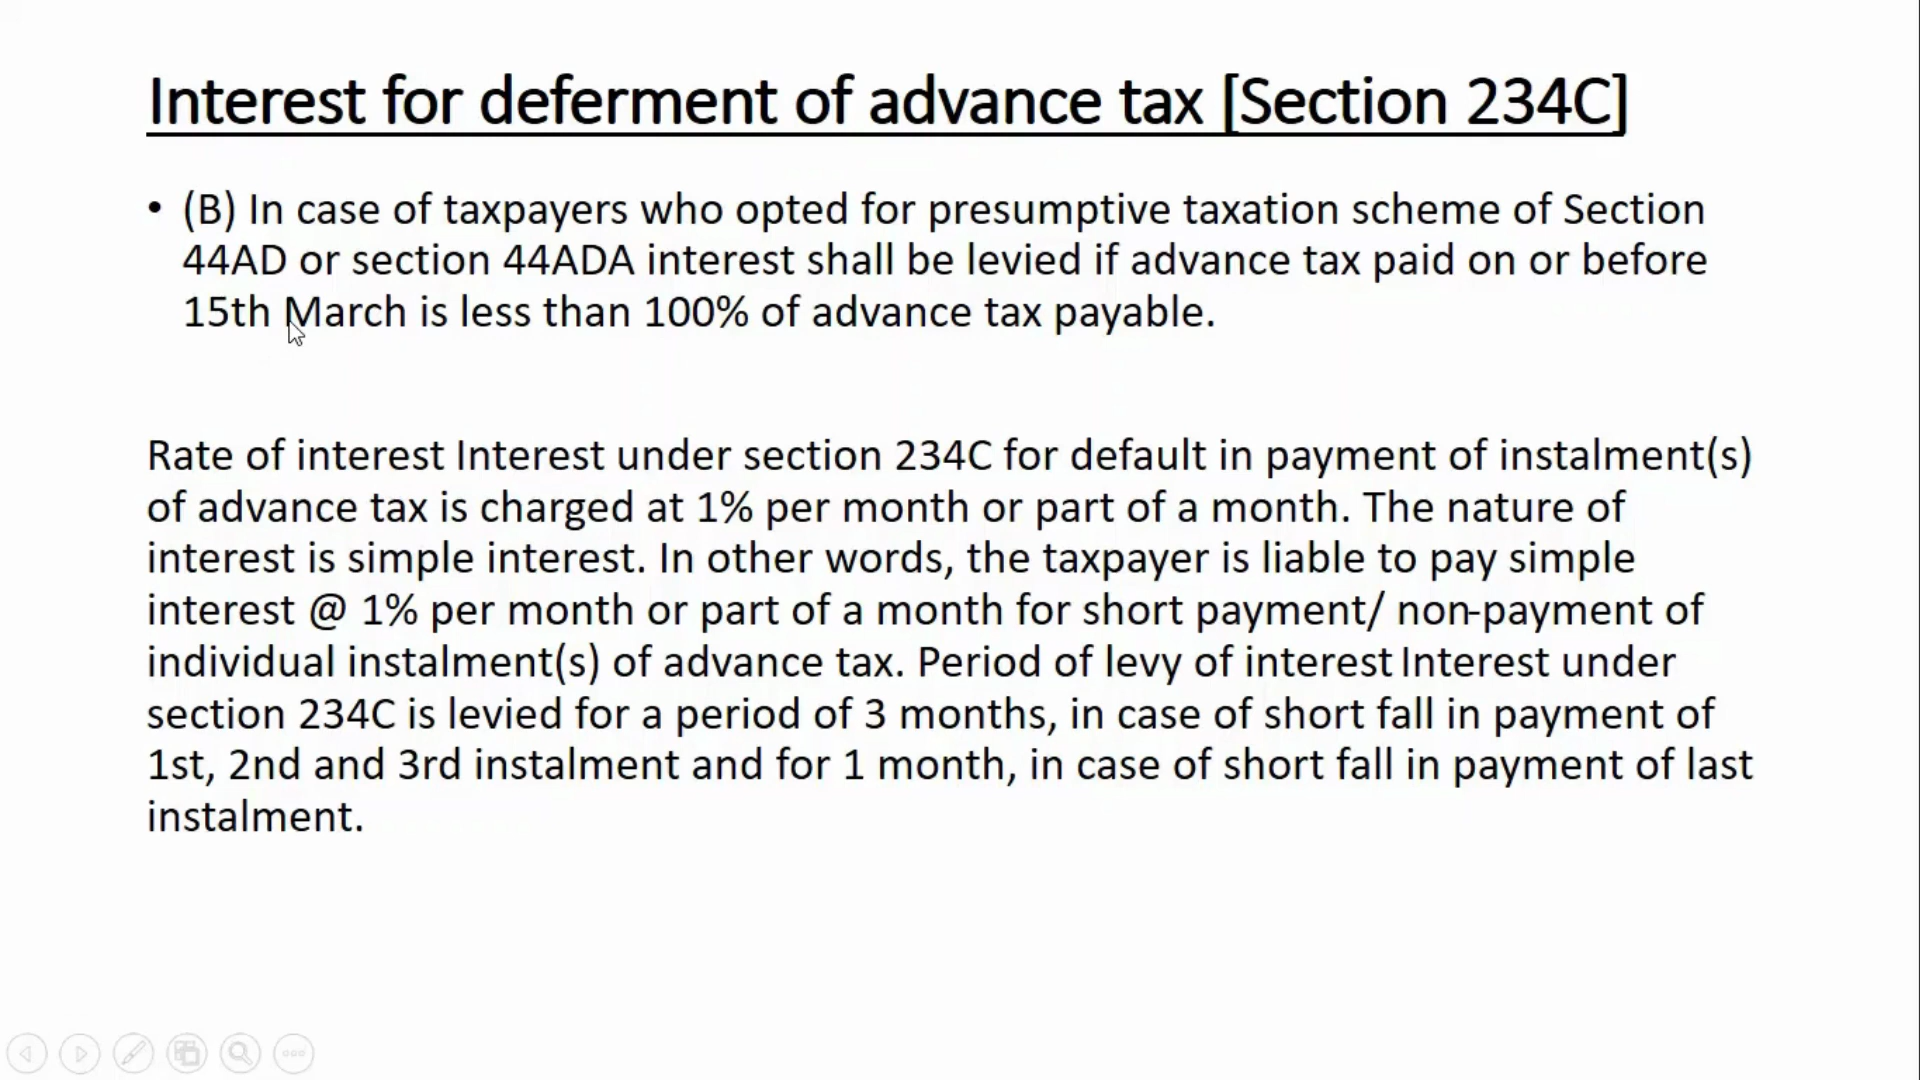 Interest for deferment of advance tax [Section 234C]
• (B) In case of taxpayers who opted for presumptive taxation scheme of Section
44AD or section 44ADA interest shall be levied if advance tax paid on or before
15th March is less than 100% of advance tax payable.
Rate of interest Interest under section 234C for default in payment of instalment(s)
of advance tax is charged at 1% per month or part of a month. The nature of
interest is simple interest. In other words, the taxpayer is liable to pay simple
interest @ 1% per month or part of a month for short payment/ non-payment of
individual instalment(s) of advance tax. Period of levy of interest Interest under
section 234C is levied for a period of 3 months, in case of short fall in payment of
1st, 2nd and 3rd instalment and for 1 month, in case of short fall in payment of last
instalment.